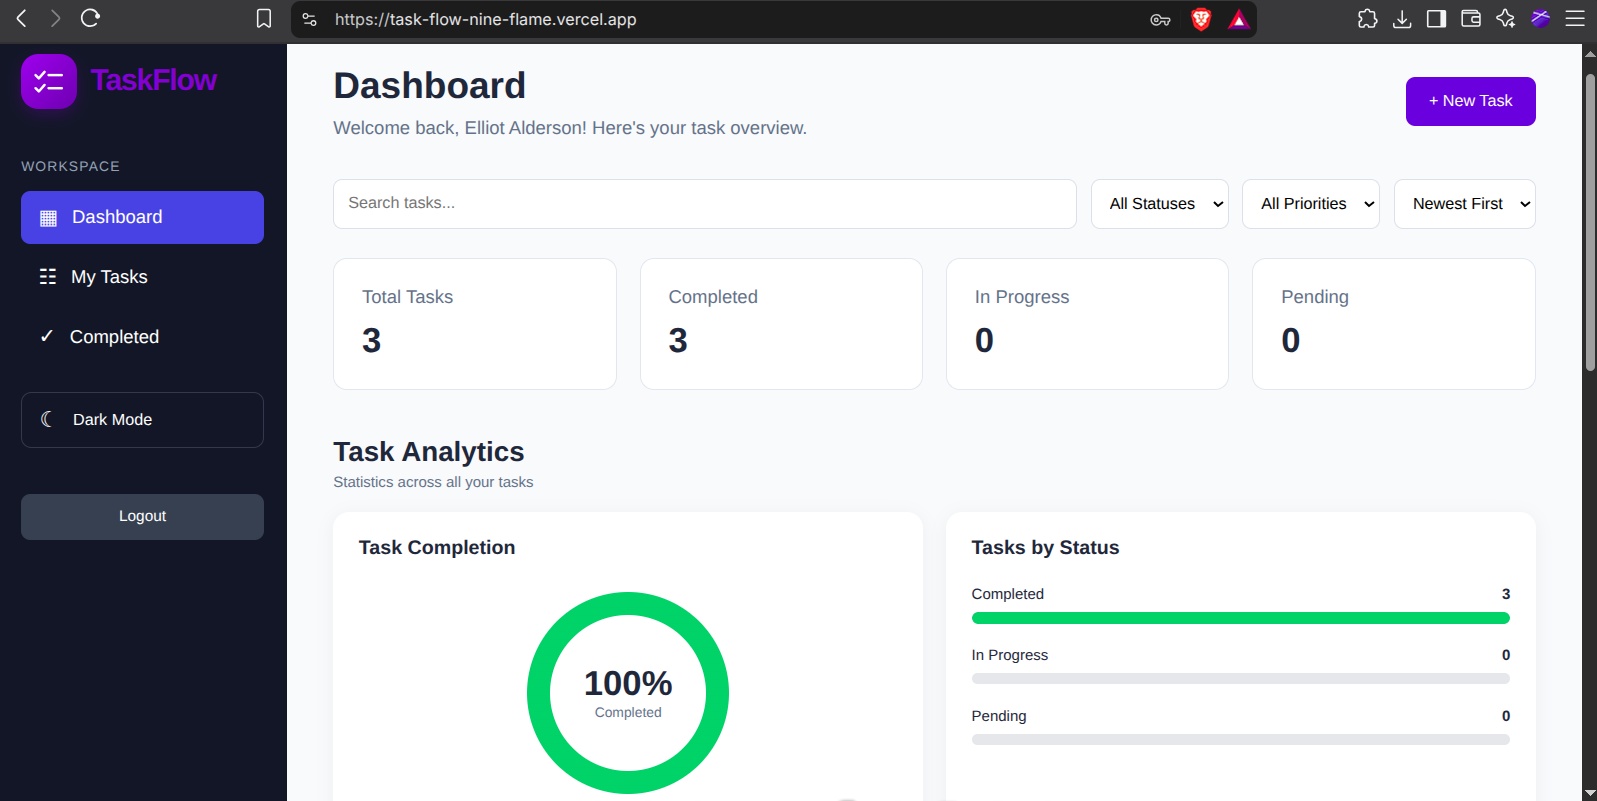 https://task-flow-nine-flame.vercel.app
TaskFlow
WORKSPACE
Dashboard
My Tasks
Completed
Dark Mode
Logout
Dashboard
Welcome back, Elliot Alderson! Here's your task overview.
+ New Task
Search tasks...
All Statuses
All Priorities
Newest First
Total Tasks
3
Completed
3
In Progress
0
Pending
0
Task Analytics
Statistics across all your tasks
Task Completion
100%
Completed
Tasks by Status
Completed 3
In Progress 0
Pending 0